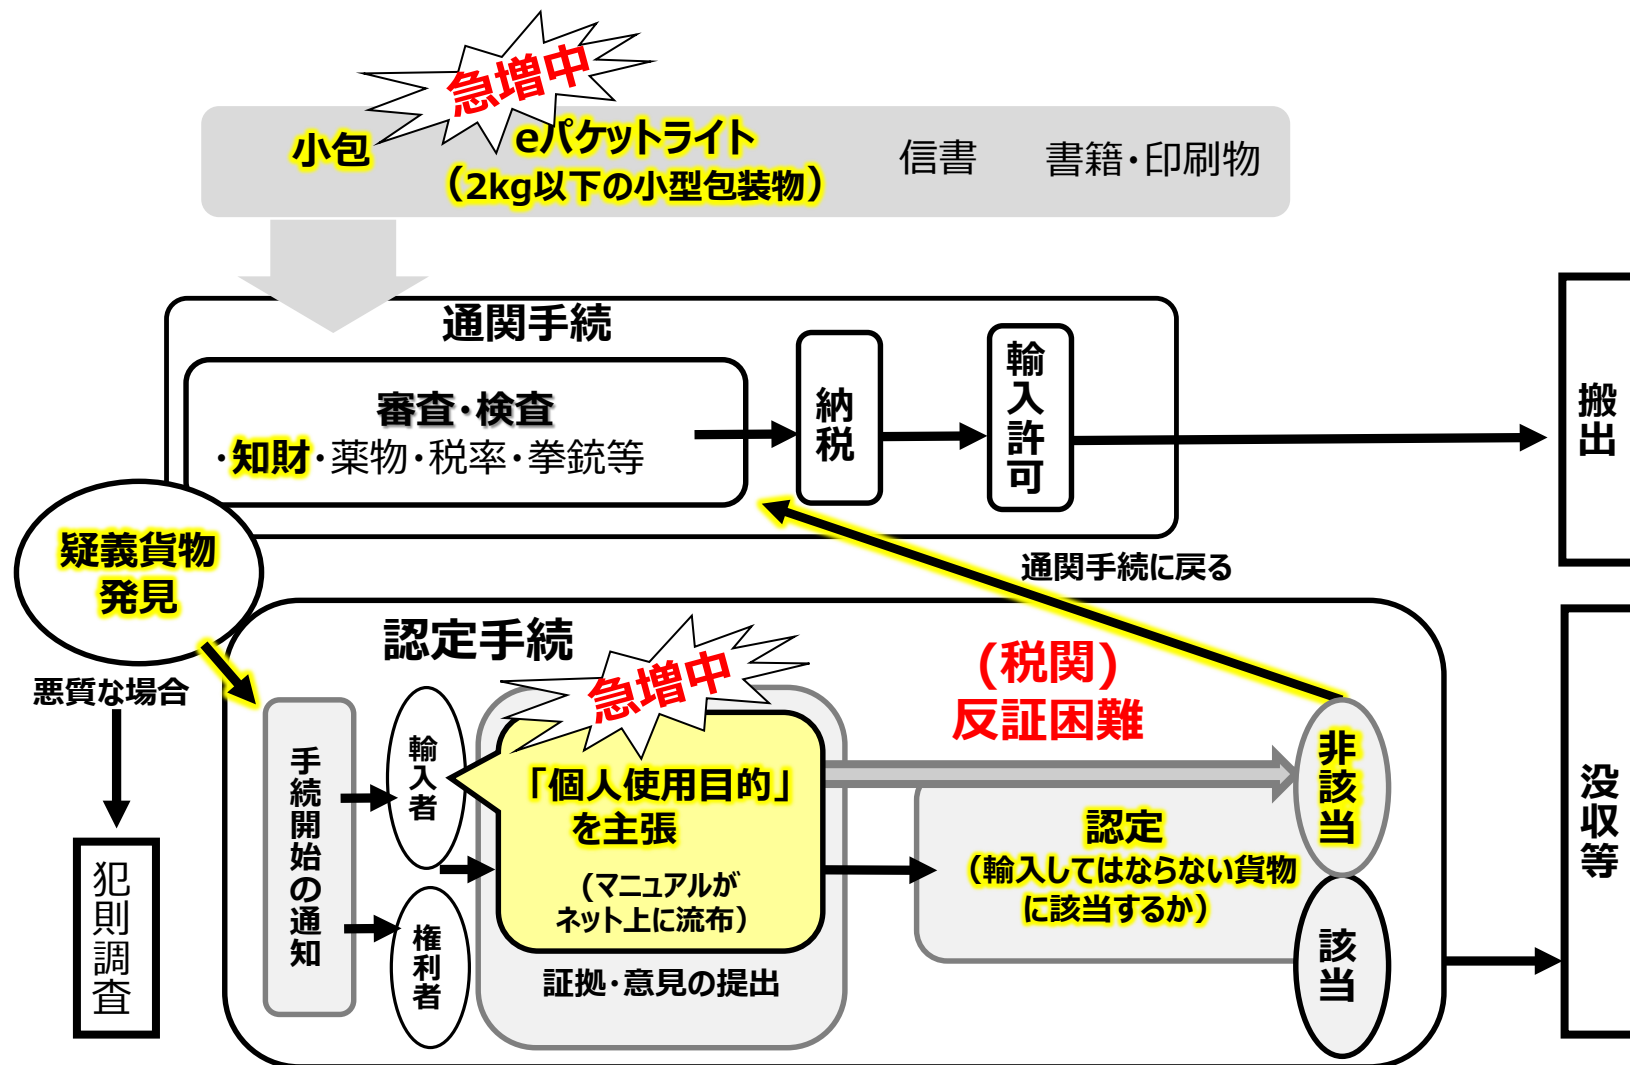 急増中
小包
eパケットライト
（2kg以下の小型包装物）
信書
書籍・印刷物
通関手続
審査・検査
・知財・薬物・税率・拳銃等
納税
輸入許可
搬出
疑義貨物
発見
通関手続に戻る
悪質な場合
犯則調査
認定手続
手続開始の通知
輸入者
権利者
急増中
「個人使用目的」
を主張
（マニュアルが
ネット上に流布）
証拠・意見の提出
(税関)
反証困難
認定
（輸入してはならない貨物
に該当するか）
非該当
該当
没収等